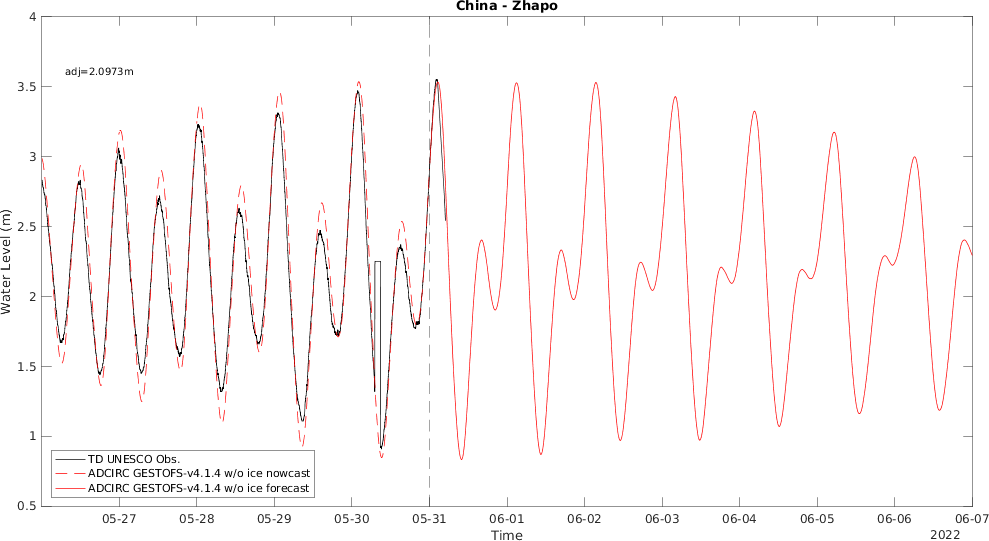 China - Zhapo
4
adj=2.0973m
3.5
3
2.5
Water Level (m)
2
1.5
1
0.5
TD UNESCO Obs.
ADCIRC GESTOFS-v4.1.4 w/o ice nowcast
ADCIRC GESTOFS-v4.1.4 w/o ice forecast
05-27 05-28 05-29 05-30 05-31 06-01 06-02 06-03 06-04 06-05 06-06 06-07
Time
2022